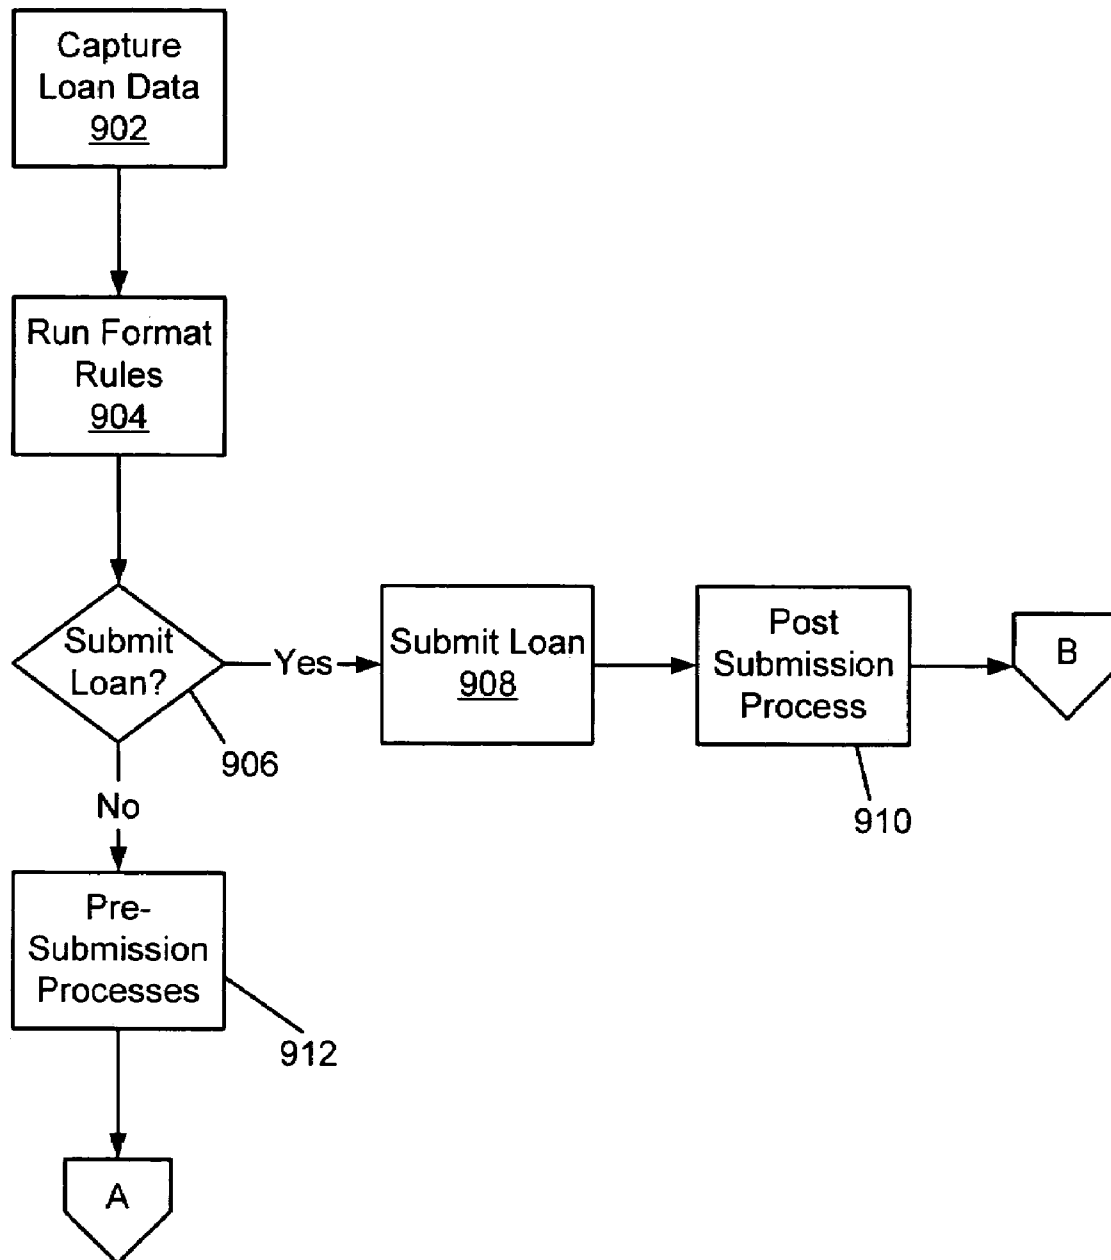 Capture
Loan Data
902
Run Format
Rules
904
Submit
Loan?
906
Yes
Submit Loan
908
Post
Submission
Process
910
B
No
Pre-
Submission
Processes
912
A